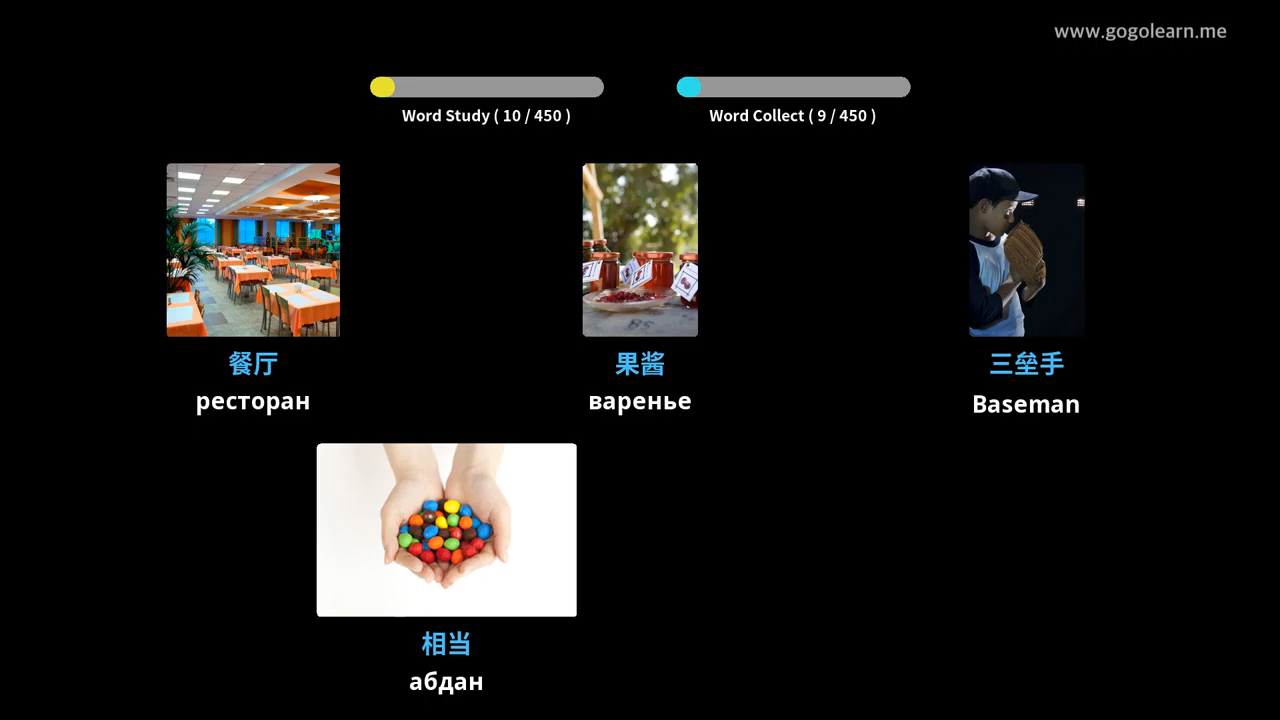 www.gogolearn.me
Word Study ( 10 / 450 )
Word Collect ( 9 / 450 )
餐厅
ресторан
果酱
варенье
三垒手
Baseman
相当
абдан